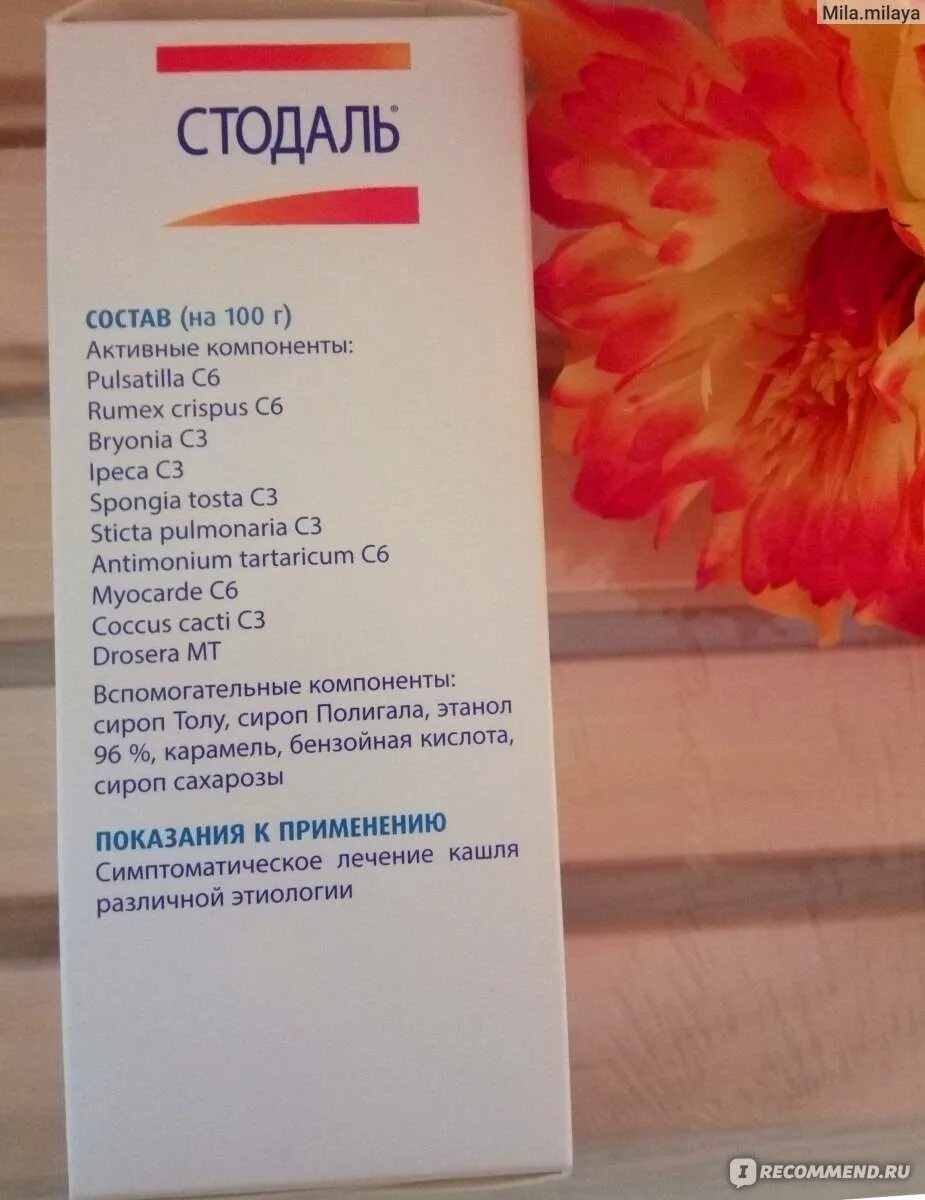 Mila.milaya
СТОДАЛЬ®
СОСТАВ (на 100 г)
Активные компоненты:
Pulsatilla C6
Rumex crispus C6
Bryonia C3
Ipeca C3
Spongia tosta C3
Sticta pulmonaria C3
Antimonium tartaricum C6
Myocarde C6
Coccus cacti C3
Drosera MT
Вспомогательные компоненты:
сироп Толу, сироп Полигала, этанол
96 %, карамель, бензойная кислота,
сироп сахарозы
ПОКАЗАНИЯ К ПРИМЕНЕНИЮ
Симптоматическое лечение кашля
различной этиологии
IRECOMMEND.RU